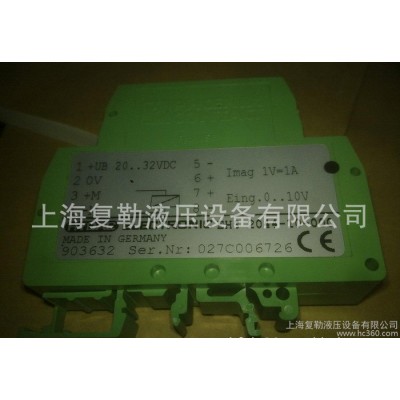 1 +UB 20..32VDC 5 -
2 0V 6 + Imag 1V=1A
3 +M 7 + Eing.0..10V
上海复勒液压设备有限公司
MADE IN GERMANY
903632 Ser.Nr: 027C006726 CE
上海复勒液压设备有限公司
www.hc360.com